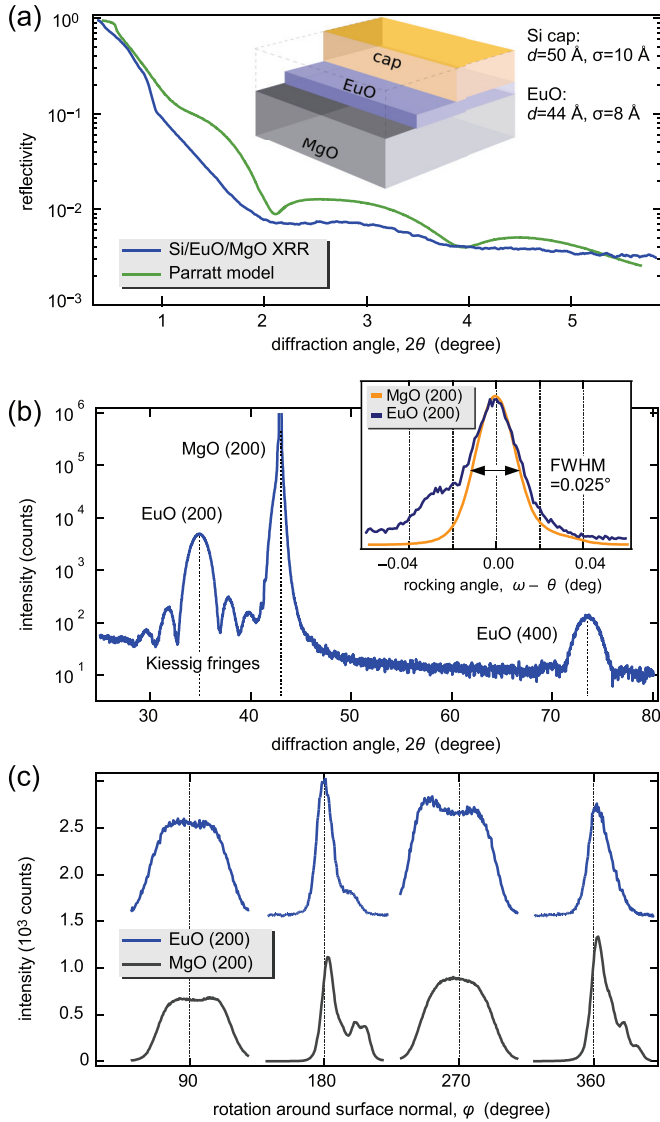 (a)
10⁰
10⁻¹
10⁻²
10⁻³
reflectivity
cap
EuO
MgO
Si cap:
d=50 Å, σ=10 Å
EuO:
d=44 Å, σ=8 Å
Si/EuO/MgO XRR
Parratt model
1 2 3 4 5
diffraction angle, 2θ (degree)
(b)
10⁶
10⁵
10⁴
10³
10²
10¹
intensity (counts)
MgO (200)
EuO (200)
Kiessig fringes
EuO (400)
MgO (200)
EuO (200)
FWHM
=0.025°
−0.04 0.00 0.04
rocking angle, ω − θ (deg)
30 40 50 60 70 80
diffraction angle, 2θ (degree)
(c)
2.5
2.0
1.5
1.0
0.5
0
intensity (10³ counts)
EuO (200)
MgO (200)
90 180 270 360
rotation around surface normal, φ (degree)